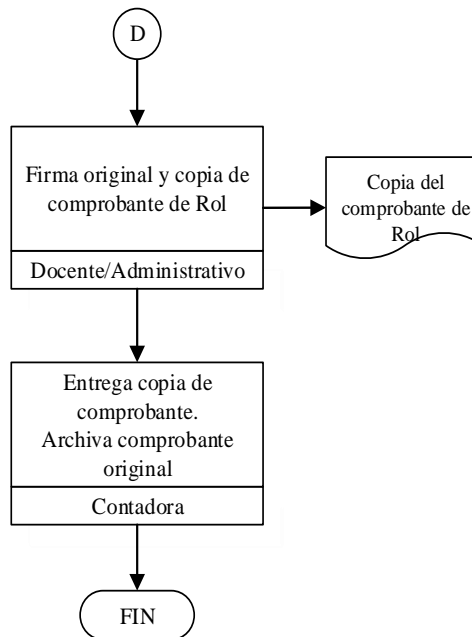 D
Firma original y copia de
comprobante de Rol
Docente/Administrativo
Copia del
comprobante de
Rol
Entrega copia de
comprobante.
Archiva comprobante
original
Contadora
FIN